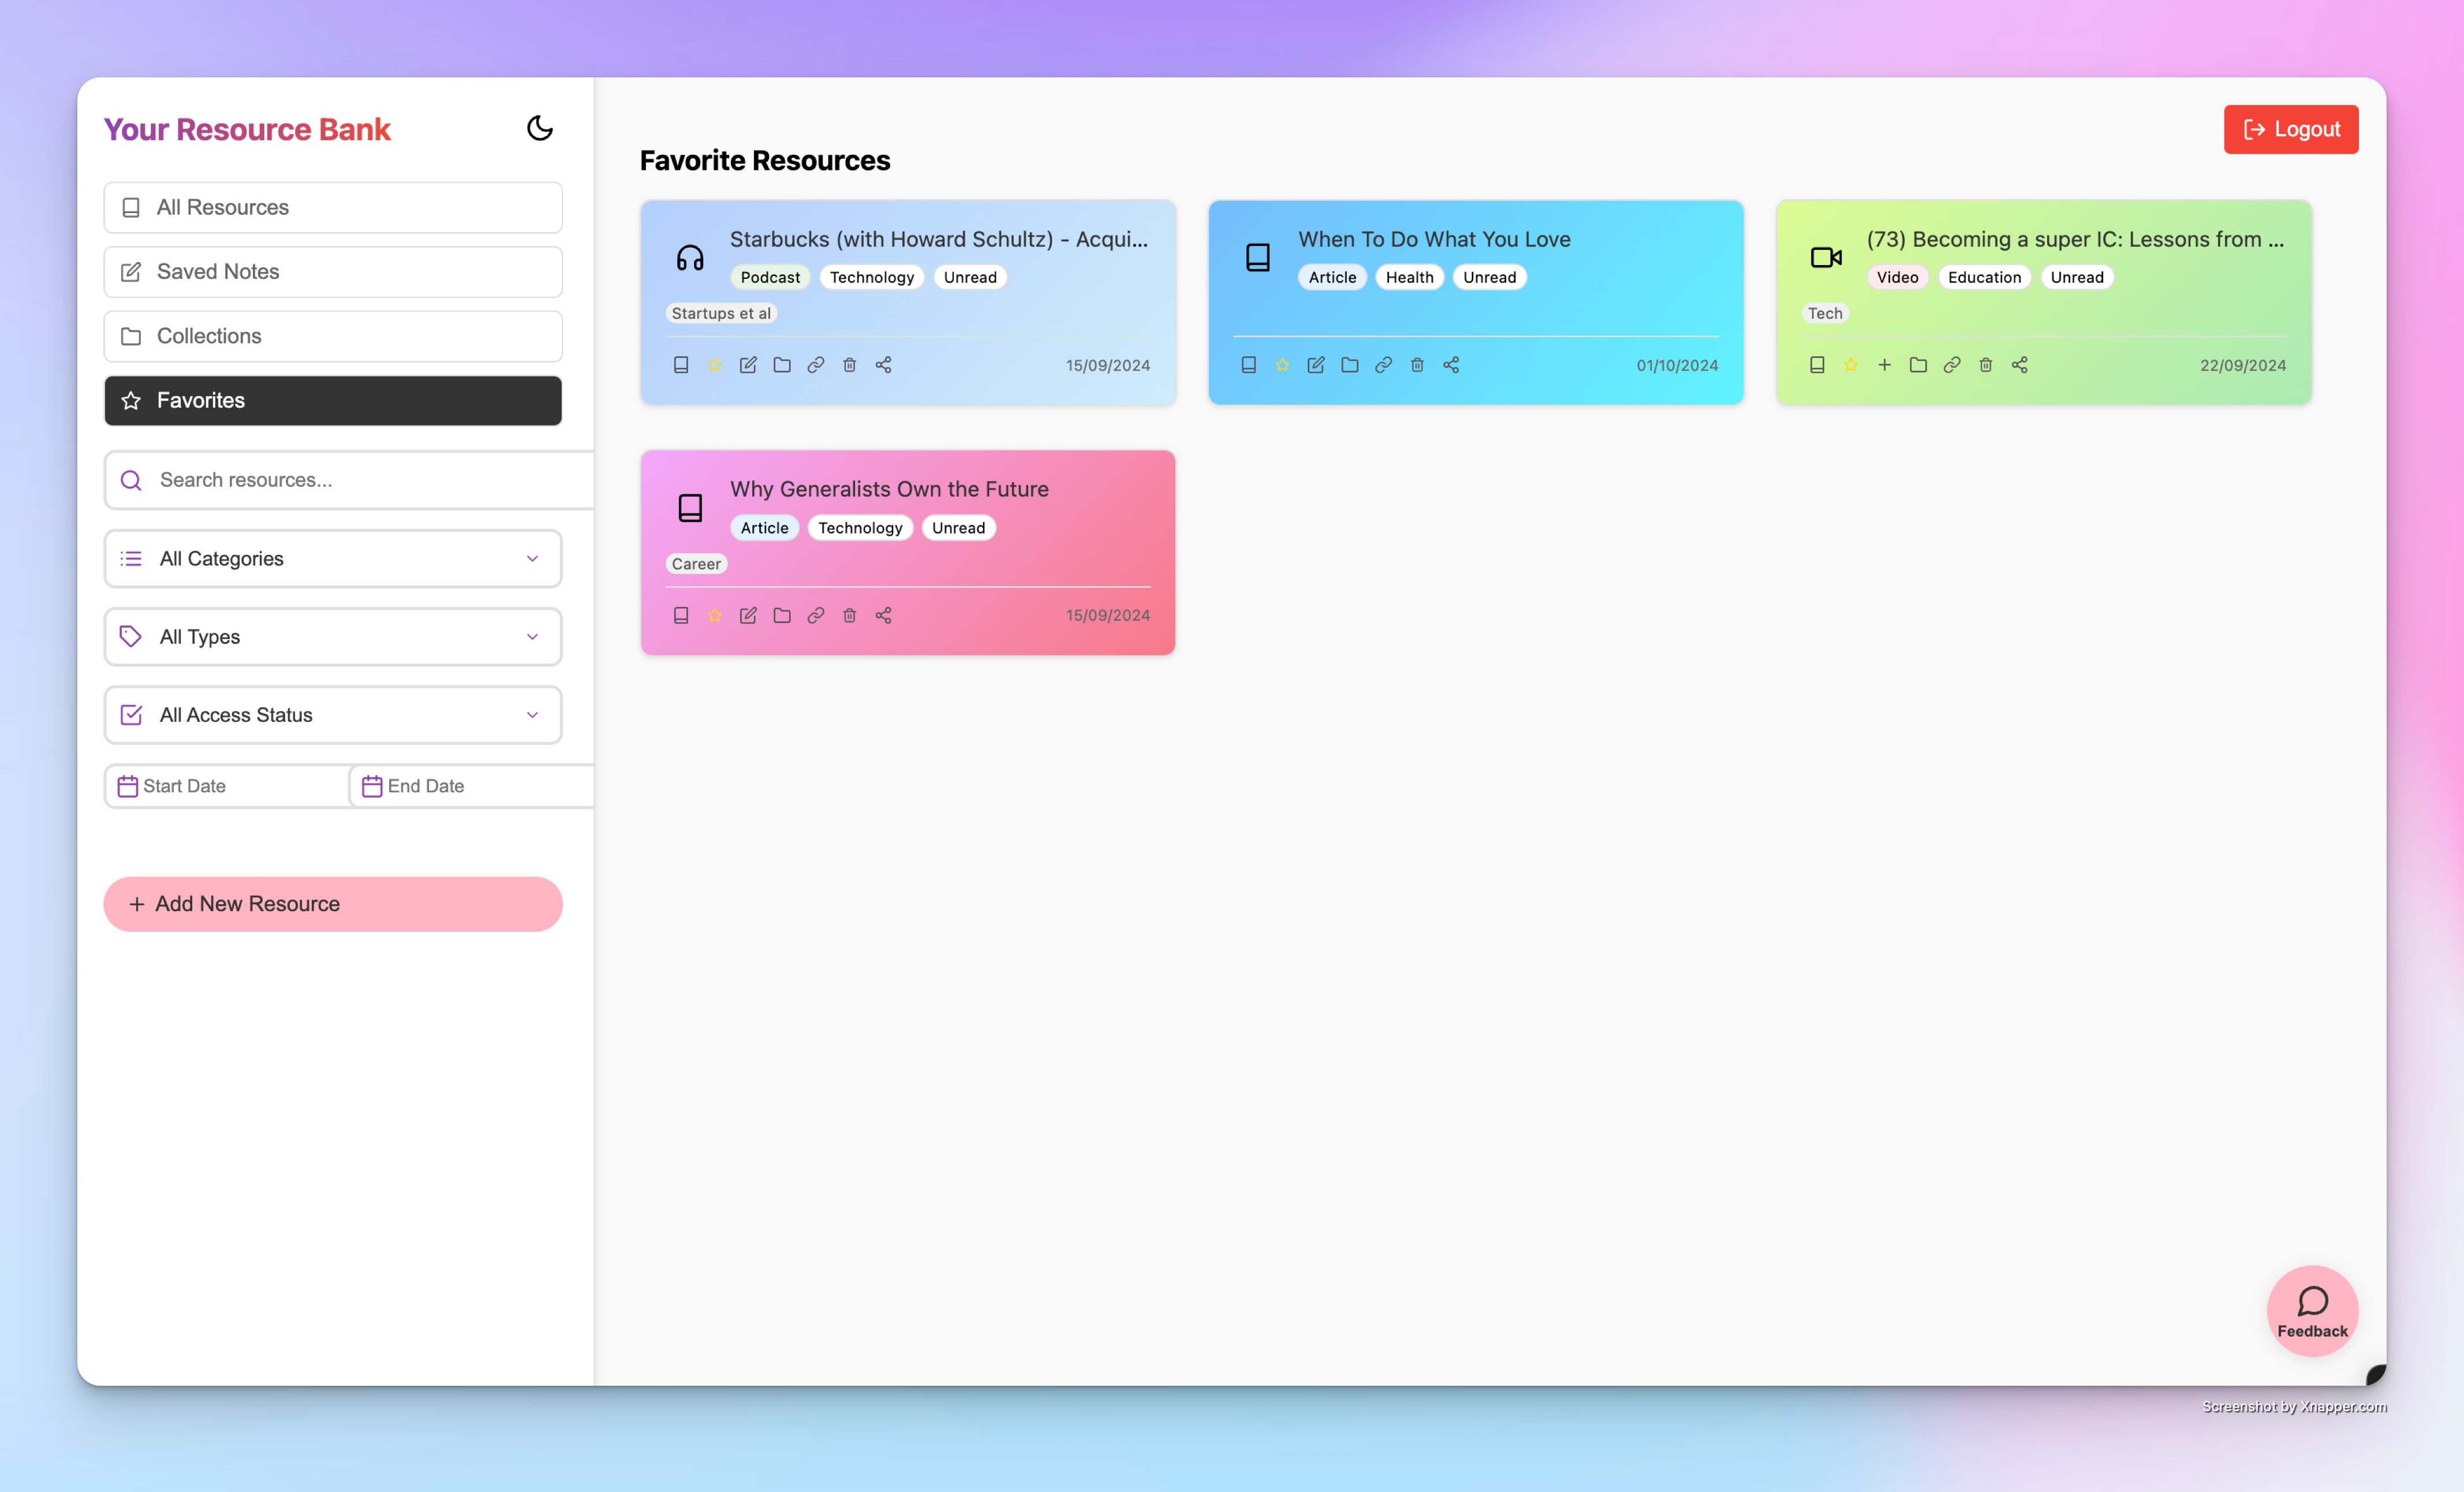 Your Resource Bank
All Resources
Saved Notes
Collections
Favorites
Search resources...
All Categories
All Types
All Access Status
Start Date End Date
+ Add New Resource
Logout
Favorite Resources
Starbucks (with Howard Schultz) - Acqui...
Podcast Technology Unread
Startups et al
15/09/2024
When To Do What You Love
Article Health Unread
01/10/2024
(73) Becoming a super IC: Lessons from ...
Video Education Unread
Tech
22/09/2024
Why Generalists Own the Future
Article Technology Unread
Career
15/09/2024
Feedback
Screenshot by Xnapper.com